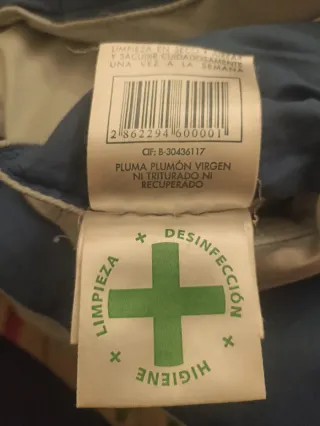 LIMPIEZA EN SECO
Y SACUDIR CUIDADOSAMENTE
UNA VEZ A LA SEMANA
2 862294 600001
CIF: B-30436117
PLUMA PLUMÓN VIRGEN
NI TRITURADO NI
RECUPERADO
LIMPIEZA + DESINFECCIÓN + HIGIENE +